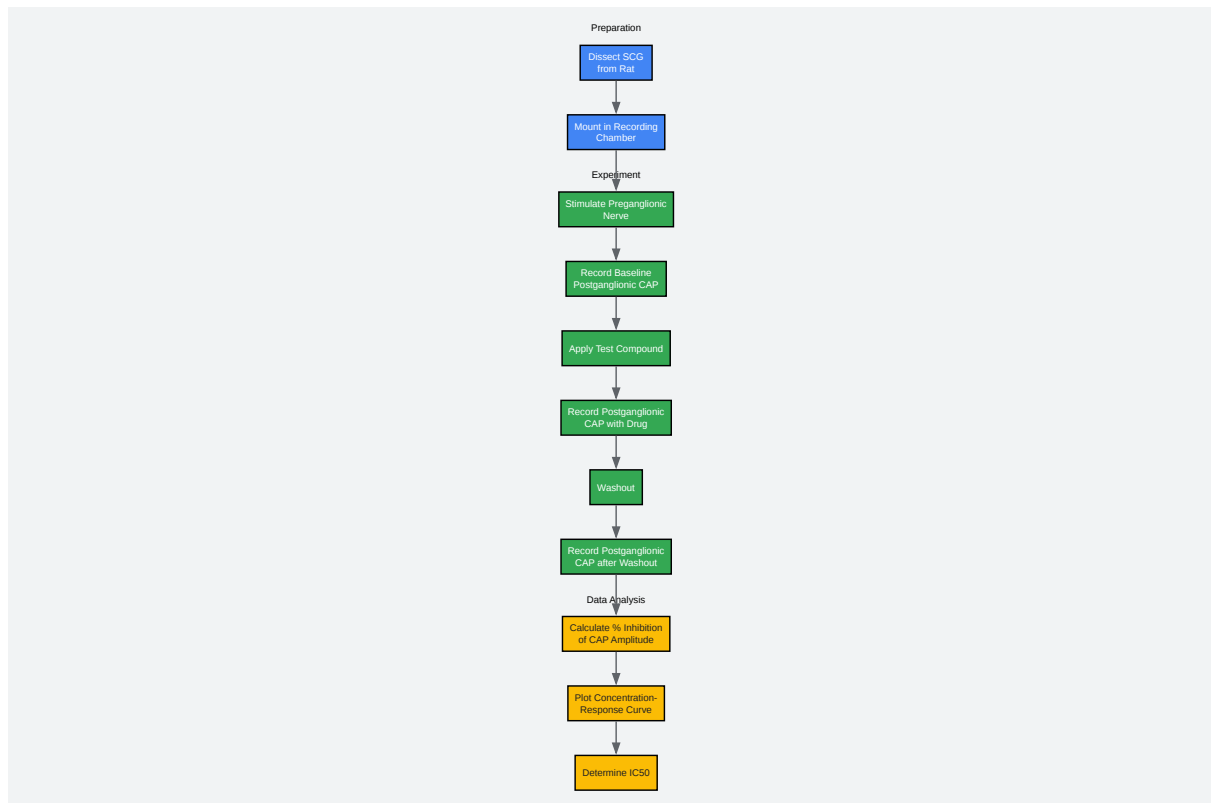 Preparation
Dissect SCG
from Rat
Mount in Recording
Chamber
Experiment
Stimulate Preganglionic
Nerve
Record Baseline
Postganglionic CAP
Apply Test Compound
Record Postganglionic
CAP with Drug
Washout
Record Postganglionic
CAP after Washout
Data Analysis
Calculate % Inhibition
of CAP Amplitude
Plot Concentration-
Response Curve
Determine IC50